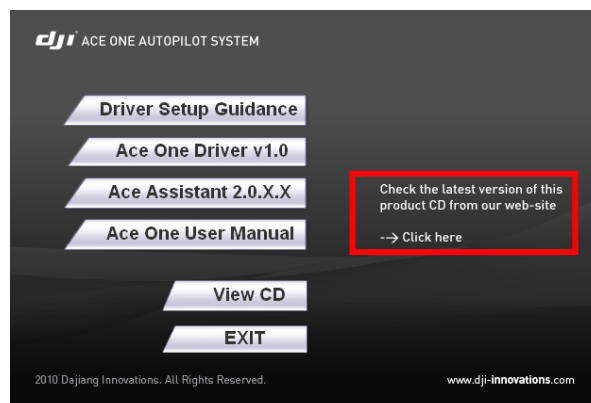 dji ACE ONE AUTOPILOT SYSTEM
Driver Setup Guidance
Ace One Driver v1.0
Ace Assistant 2.0.X.X
Ace One User Manual
Check the latest version of this
product CD from our web-site
--> Click here
View CD
EXIT
2010 Dajiang Innovations. All Rights Reserved.
www.dji-innovations.com